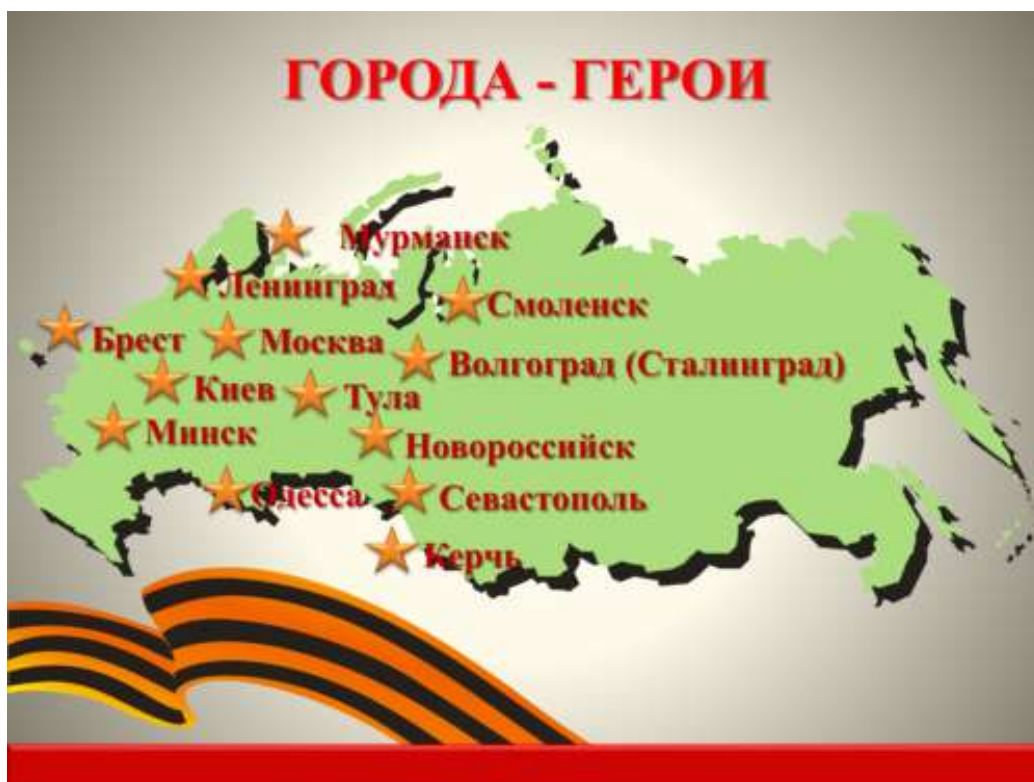 ГОРОДА - ГЕРОИ
Мурманск
Ленинград
Смоленск
Брест
Москва
Волгоград (Сталинград)
Киев
Тула
Минск
Новороссийск
Одесса
Севастополь
Керчь